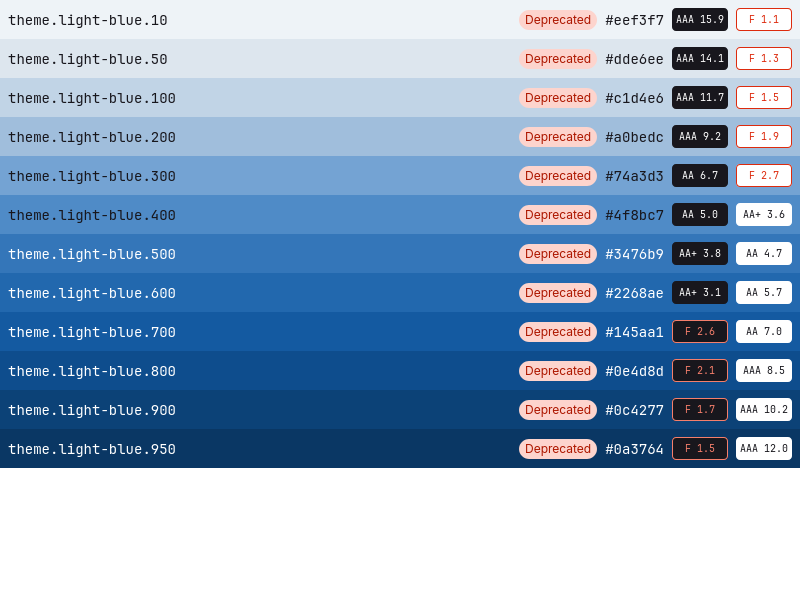 theme.light-blue.10 Deprecated #eef3f7 AAA 15.9 F 1.1
theme.light-blue.50 Deprecated #dde6ee AAA 14.1 F 1.3
theme.light-blue.100 Deprecated #c1d4e6 AAA 11.7 F 1.5
theme.light-blue.200 Deprecated #a0bedc AAA 9.2 F 1.9
theme.light-blue.300 Deprecated #74a3d3 AA 6.7 F 2.7
theme.light-blue.400 Deprecated #4f8bc7 AA 5.0 AA+ 3.6
theme.light-blue.500 Deprecated #3476b9 AA+ 3.8 AA 4.7
theme.light-blue.600 Deprecated #2268ae AA+ 3.1 AA 5.7
theme.light-blue.700 Deprecated #145aa1 F 2.6 AA 7.0
theme.light-blue.800 Deprecated #0e4d8d F 2.1 AAA 8.5
theme.light-blue.900 Deprecated #0c4277 F 1.7 AAA 10.2
theme.light-blue.950 Deprecated #0a3764 F 1.5 AAA 12.0